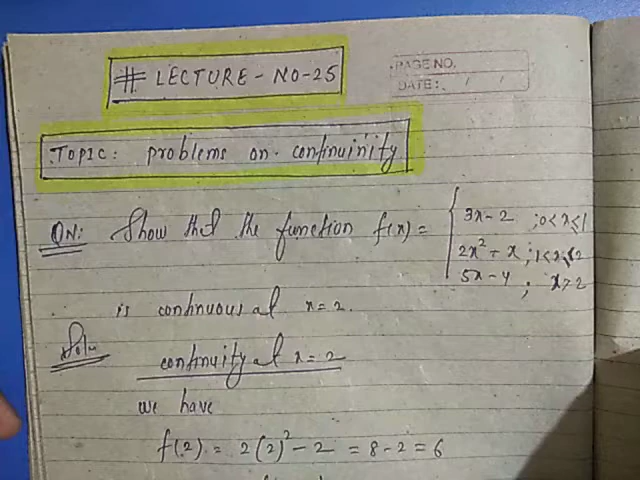 # LECTURE - NO-25
PAGE NO.
DATE: / /
TOPIC: problems on continuinity
QN: Show that the function f(x) = { 3x-2 ; 0<x≤1
2x² - x ; 1<x≤2
5x-4 ; x>2
is continuous at x=2.
Solu
continuity at x=2
we have
f(2) = 2(2)² - 2 = 8-2 = 6